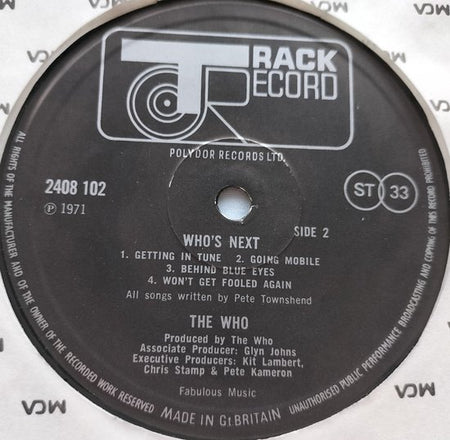 TRACK
RECORD
POLYDOR RECORDS LTD.
2408 102
℗ 1971
ST 33
SIDE 2
WHO'S NEXT
1. GETTING IN TUNE 2. GOING MOBILE
3. BEHIND BLUE EYES
4. WON'T GET FOOLED AGAIN
All songs written by Pete Townshend
THE WHO
Produced by The Who
Associate Producer: Glyn Johns
Executive Producers: Kit Lambert,
Chris Stamp & Pete Kameron
Fabulous Music
ALL RIGHTS OF THE MANUFACTURER AND OF THE OWNER OF THE RECORDED WORK RESERVED
UNAUTHORISED PUBLIC PERFORMANCE BROADCASTING AND COPYING OF THIS RECORD PROHIBITED
MADE IN Gt.BRITAIN
MCA
MCA
MCA
MCA
MCA
MCA
MCA